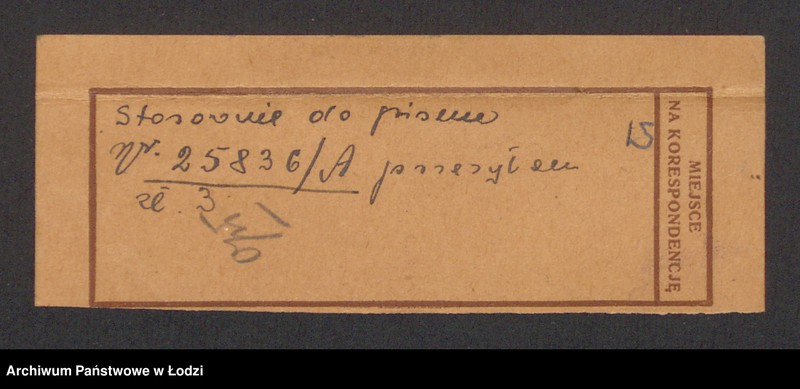 Stosownie do pisma
Nr. 25836/A przesyłam
zł. 3
15
MIEJSCE
NA KORESPONDENCJĘ
Archiwum Państwowe w Łodzi